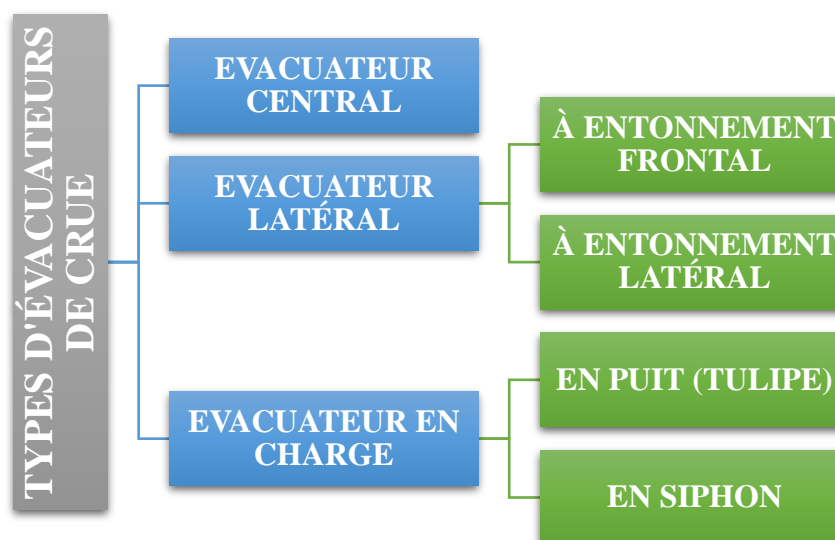 TYPES D'ÉVACUATEURS
DE CRUE
EVACUATEUR
CENTRAL
EVACUATEUR
LATÉRAL
À ENTONNEMENT
FRONTAL
À ENTONNEMENT
LATÉRAL
EVACUATEUR EN
CHARGE
EN PUIT (TULIPE)
EN SIPHON